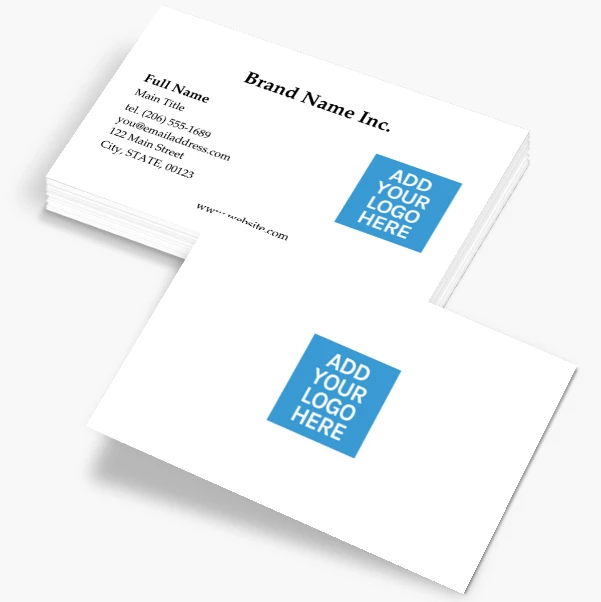 Brand Name Inc.
Full Name
Main Title
tel. (206) 555-1689
you@emailaddress.com
122 Main Street
City, STATE, 00123
ADD
YOUR
LOGO
HERE
www.website.com
ADD
YOUR
LOGO
HERE